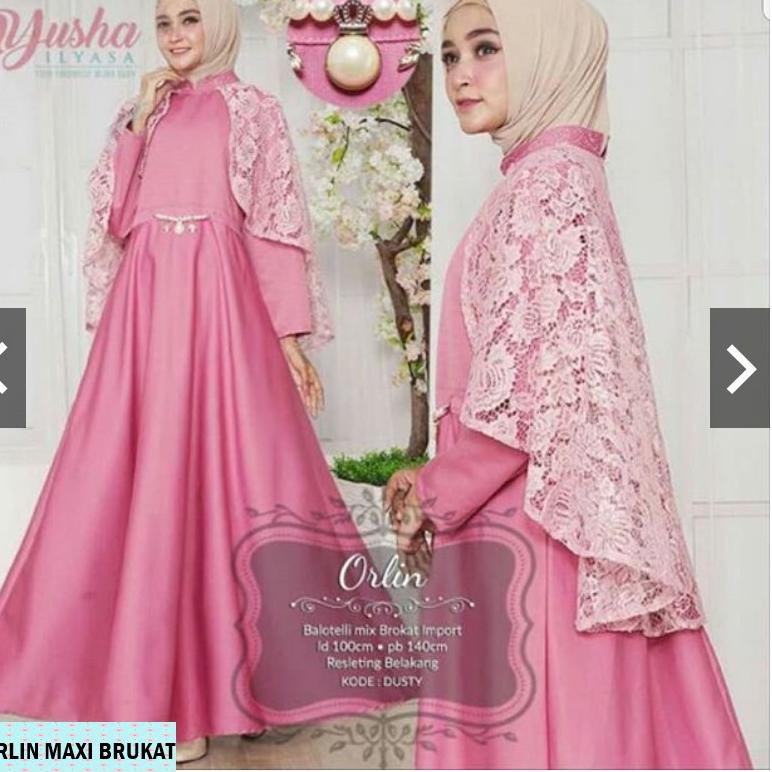 Yusha
ILYASA
Orlin
Balotelli mix Brokat Import
ld 100cm • pb 140cm
Resleting Belakang
KODE : DUSTY
RLIN MAXI BRUKAT